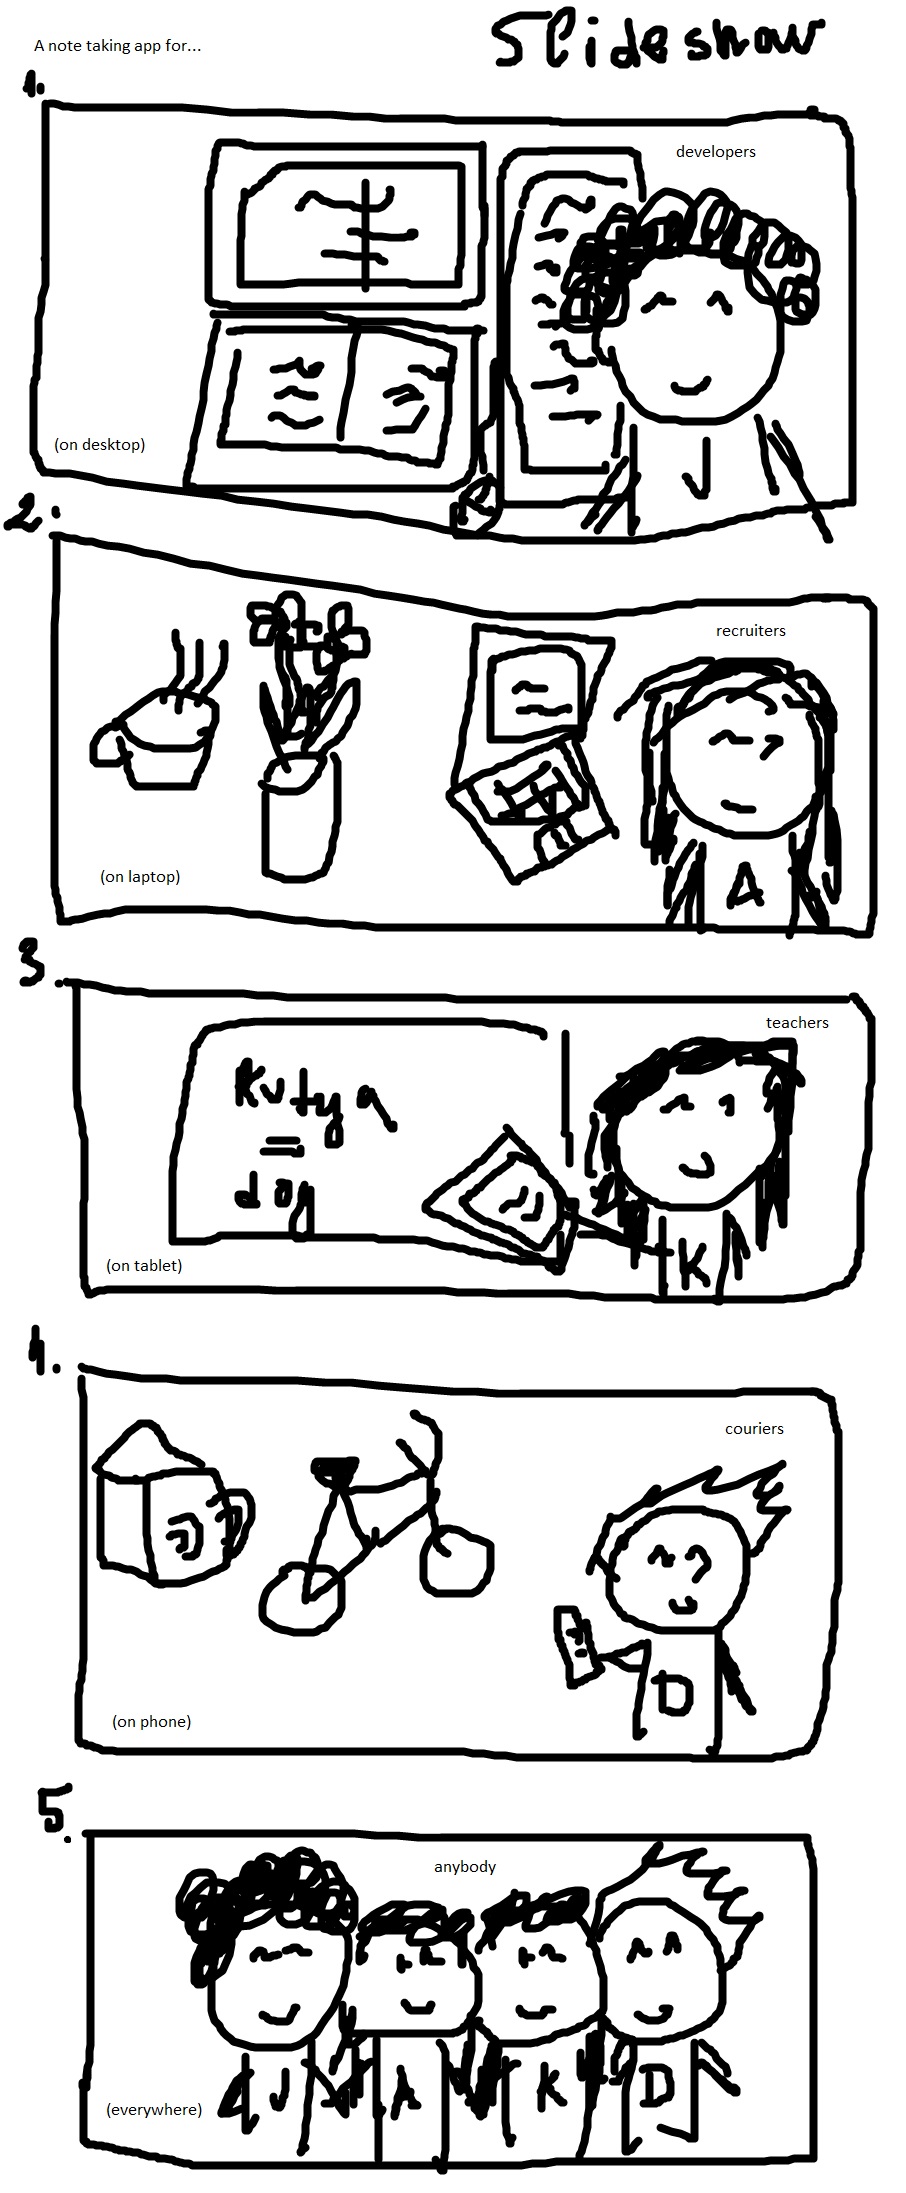 Slideshow
A note taking app for...
1.
developers
J
(on desktop)
2.
recruiters
A
(on laptop)
3.
teachers
Kutya
=
dog
K
(on tablet)
4.
couriers
D
(on phone)
5.
anybody
J A K D
(everywhere)